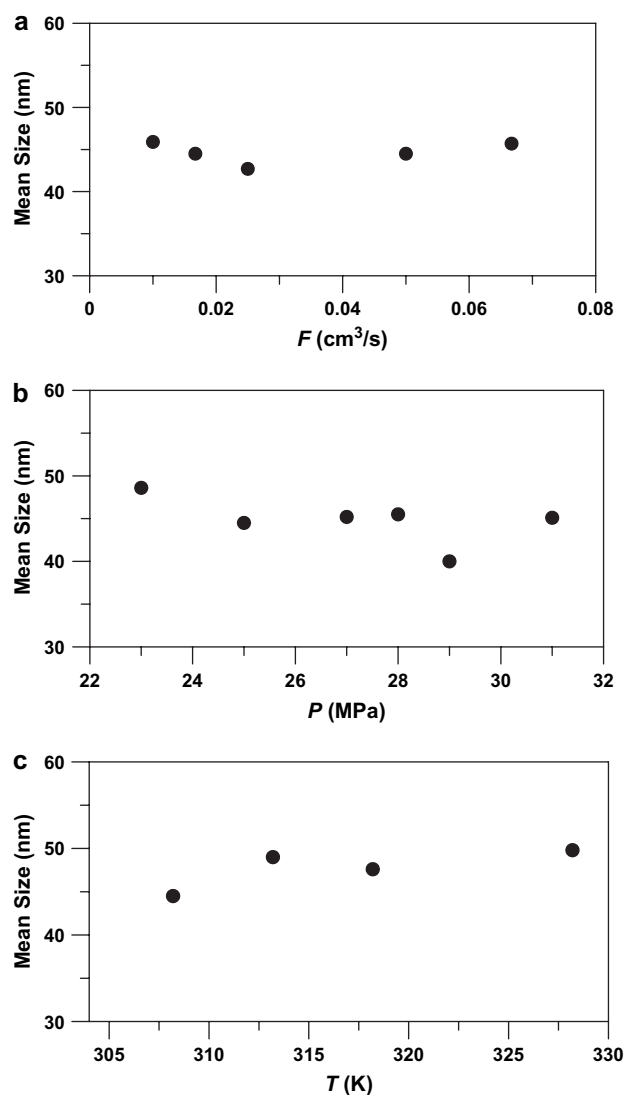 a
60
50
40
30
Mean Size (nm)
0 0.02 0.04 0.06 0.08
F (cm³/s)
b
60
50
40
30
Mean Size (nm)
22 24 26 28 30 32
P (MPa)
c
60
50
40
30
Mean Size (nm)
305 310 315 320 325 330
T (K)